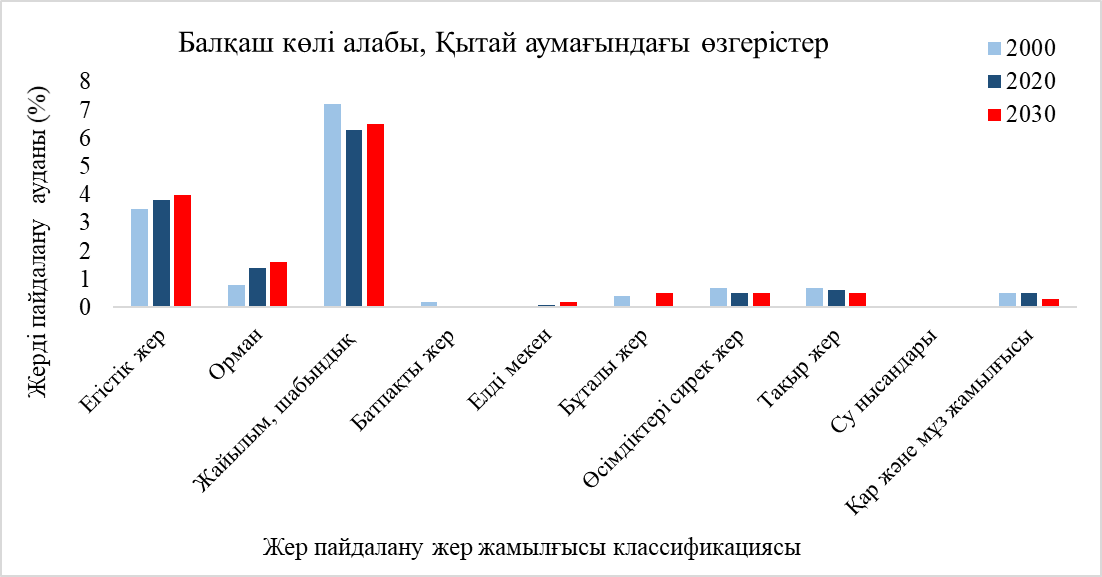 Балқаш көлі алабы, Қытай аумағындағы өзгерістер
2000
2020
2030
Жерді пайдалану ауданы (%)
8
7
6
5
4
3
2
1
0
Егістік жер
Орман
Жайылым, шабындық
Батпақты жер
Елді мекен
Бұталы жер
Өсімдіктері сирек жер
Тақыр жер
Су нысандары
Қар және мұз жамылғысы
Жер пайдалану жер жамылғысы классификациясы